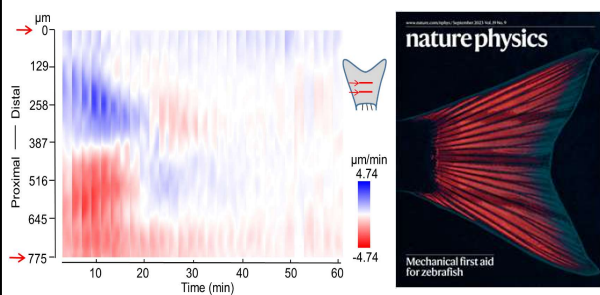 µm
0
129
258
387
516
645
775
Proximal — Distal
10 20 30 40 50 60
Time (min)
µm/min
4.74
-4.74
www.nature.com/nphys / September 2023 Vol. 19 No. 9
nature physics
Mechanical first aid
for zebrafish